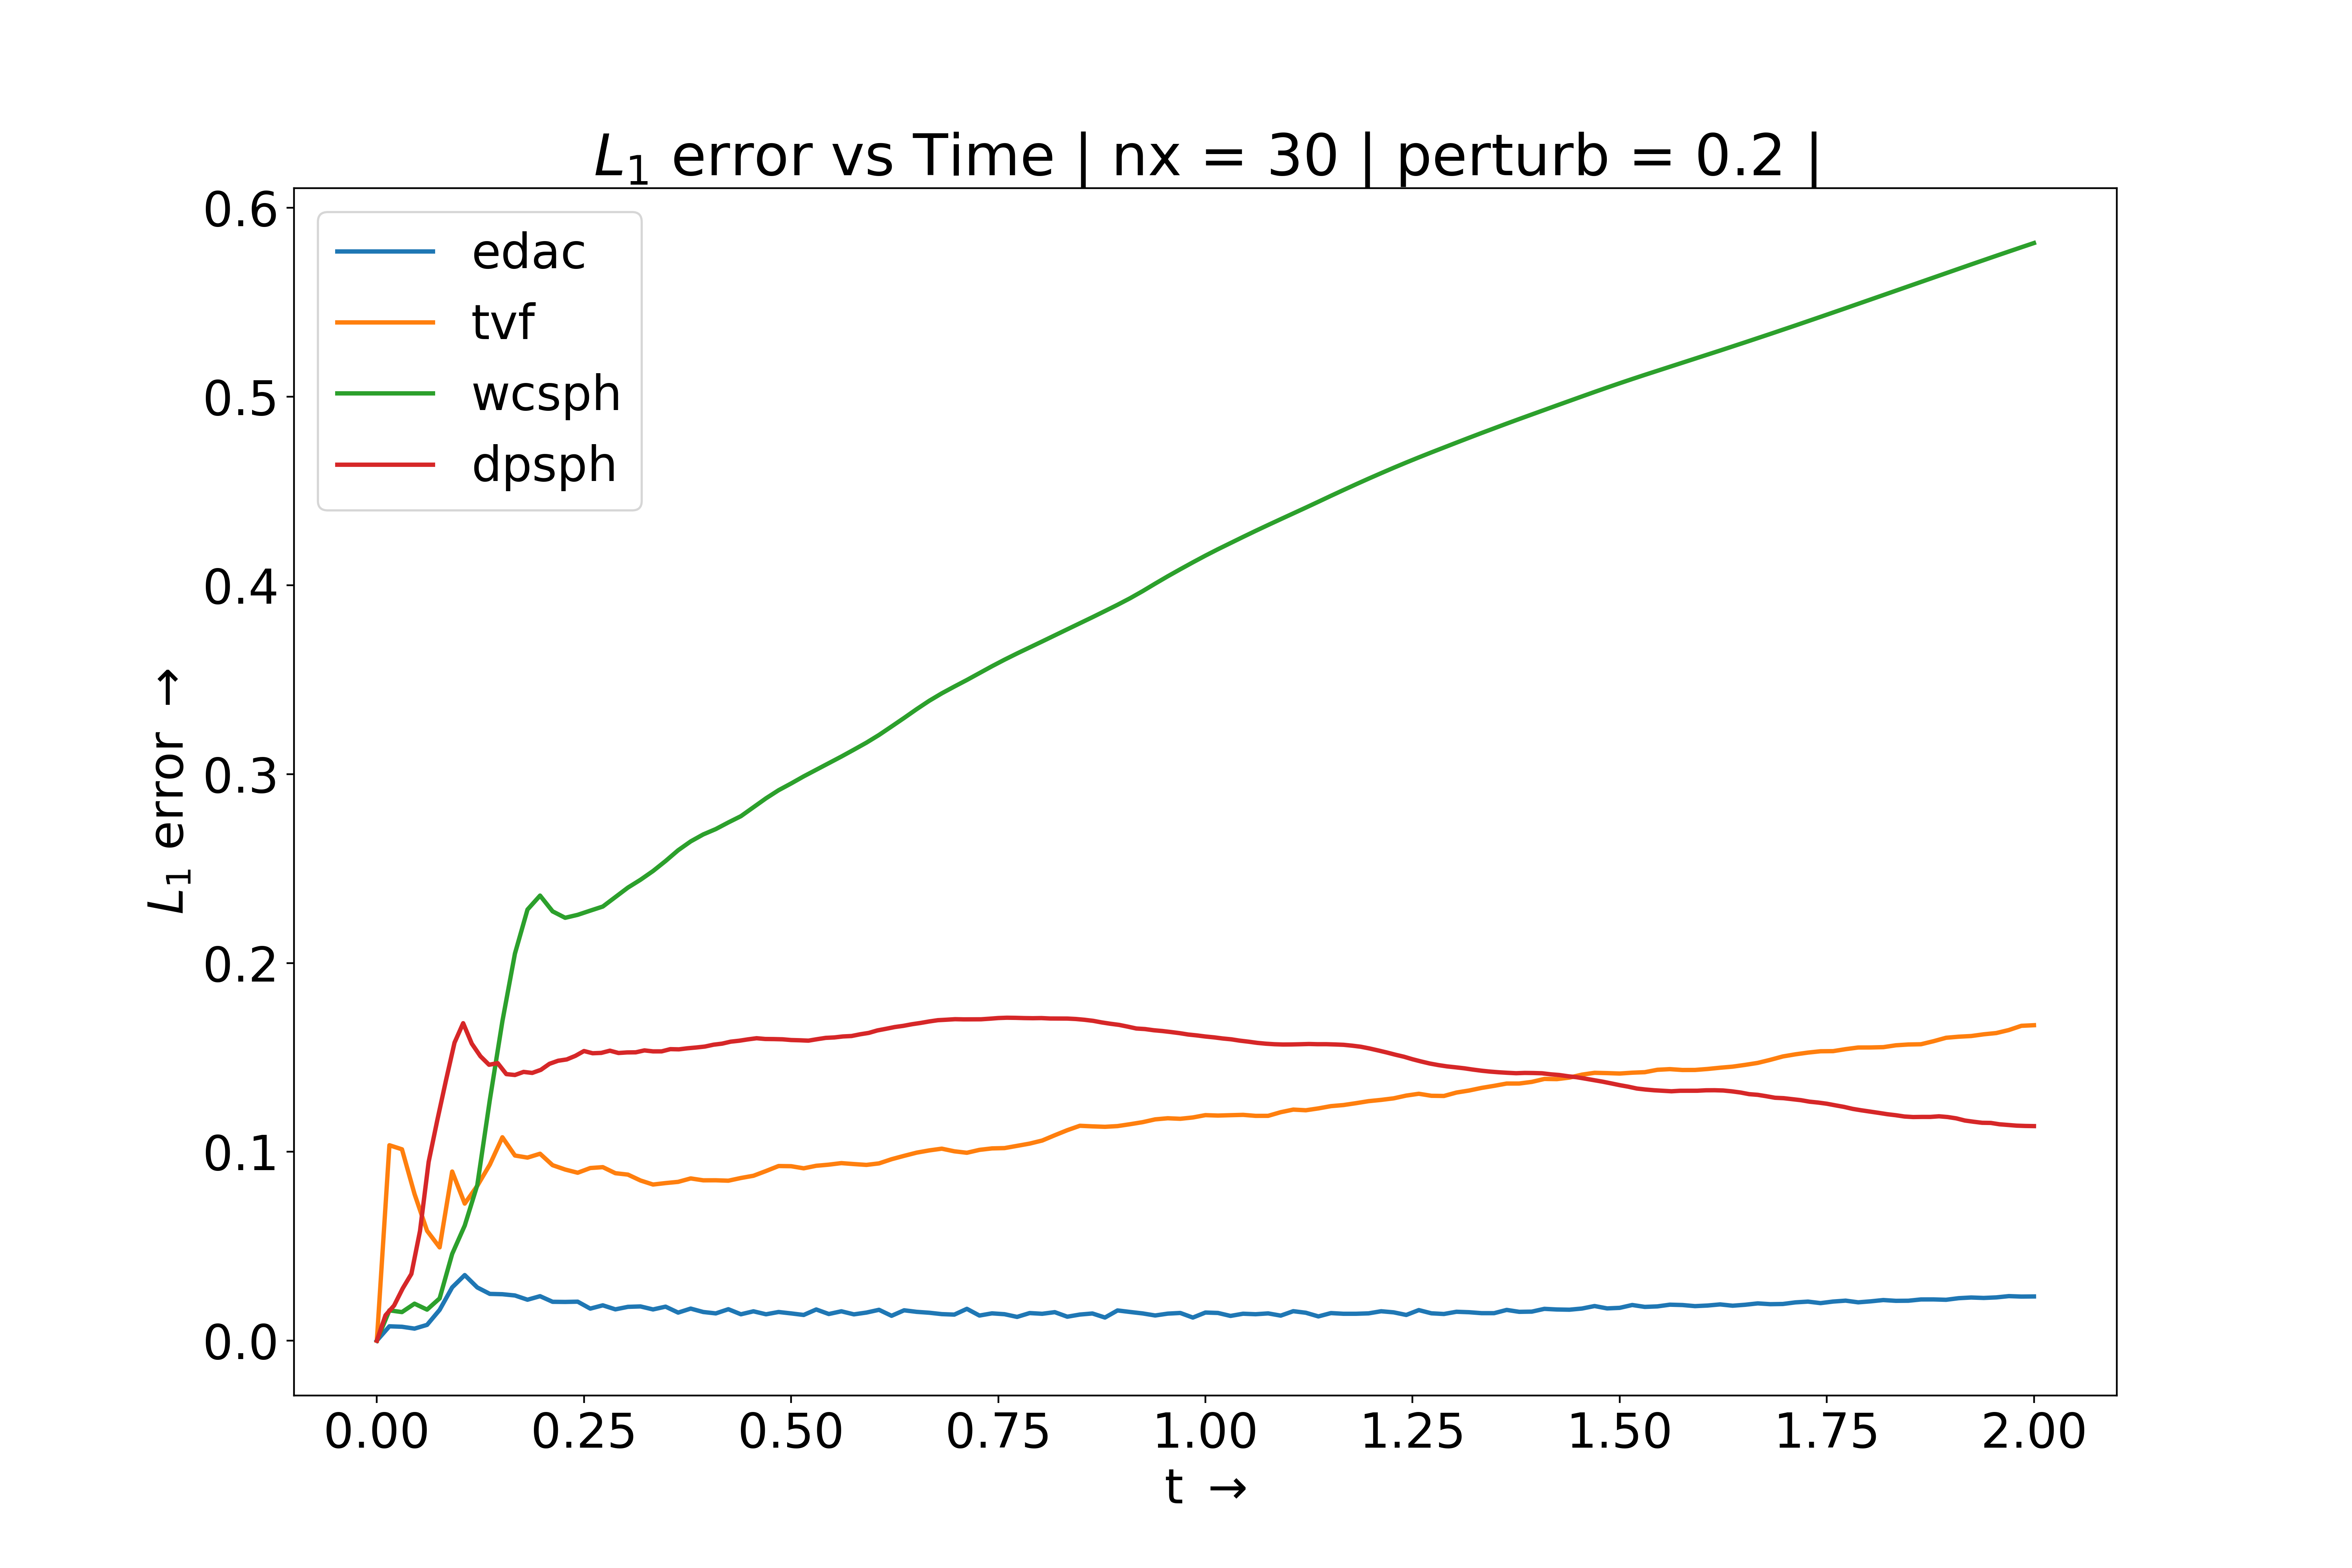 L₁ error vs Time | nx = 30 | perturb = 0.2 |
edac
tvf
wcsph
dpsph
L₁ error →
0.6
0.5
0.4
0.3
0.2
0.1
0.0
0.00 0.25 0.50 0.75 1.00 1.25 1.50 1.75 2.00
t →